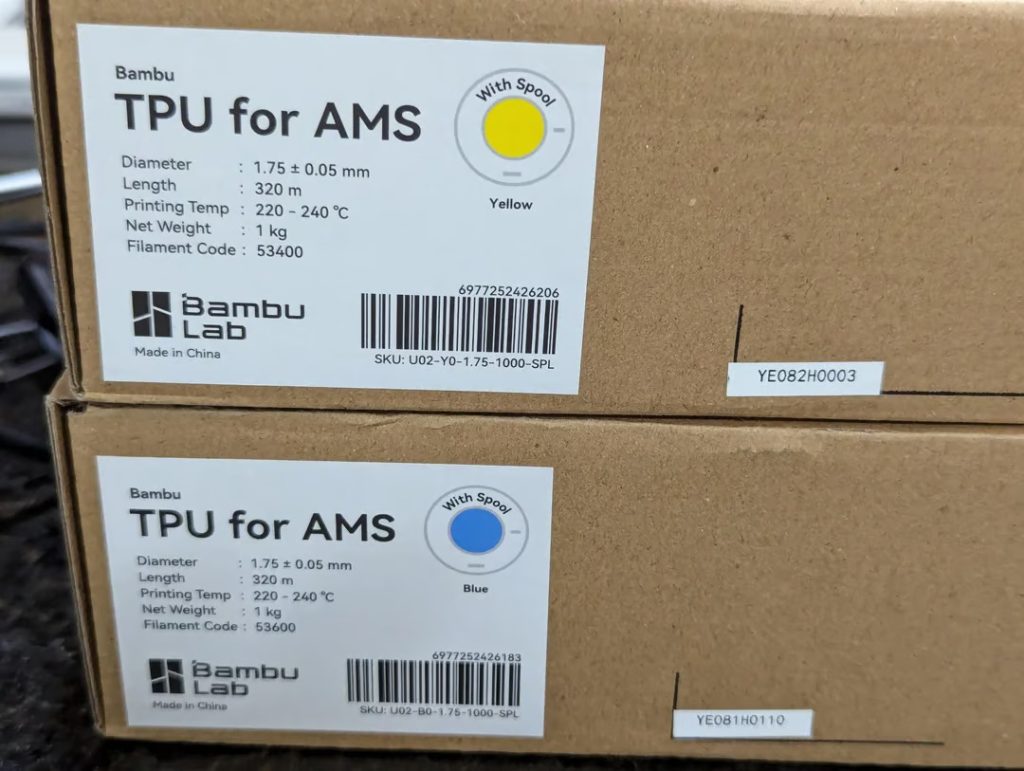 Bambu
TPU for AMS
With Spool
Yellow
Diameter : 1.75 ± 0.05 mm
Length : 320 m
Printing Temp : 220 - 240 ℃
Net Weight : 1 kg
Filament Code : 53400
Bambu
Lab
Made in China
6977252426206
SKU: U02-Y0-1.75-1000-SPL
YE082H0003
Bambu
TPU for AMS
With Spool
Blue
Diameter : 1.75 ± 0.05 mm
Length : 320 m
Printing Temp : 220 - 240 ℃
Net Weight : 1 kg
Filament Code : 53600
Bambu
Lab
Made in China
6977252426183
SKU: U02-B0-1.75-1000-SPL
YE081H0110